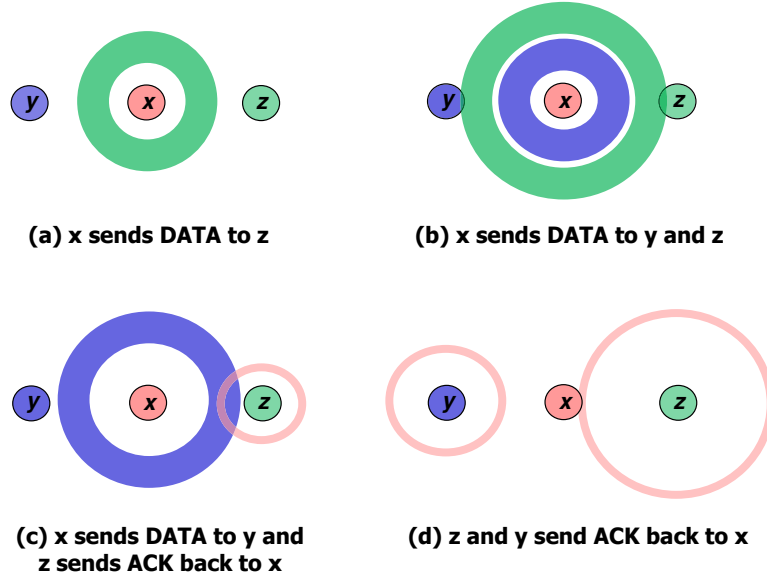 y x z
y x z
(a) x sends DATA to z
(b) x sends DATA to y and z
y x z
y x z
(c) x sends DATA to y and
z sends ACK back to x
(d) z and y send ACK back to x